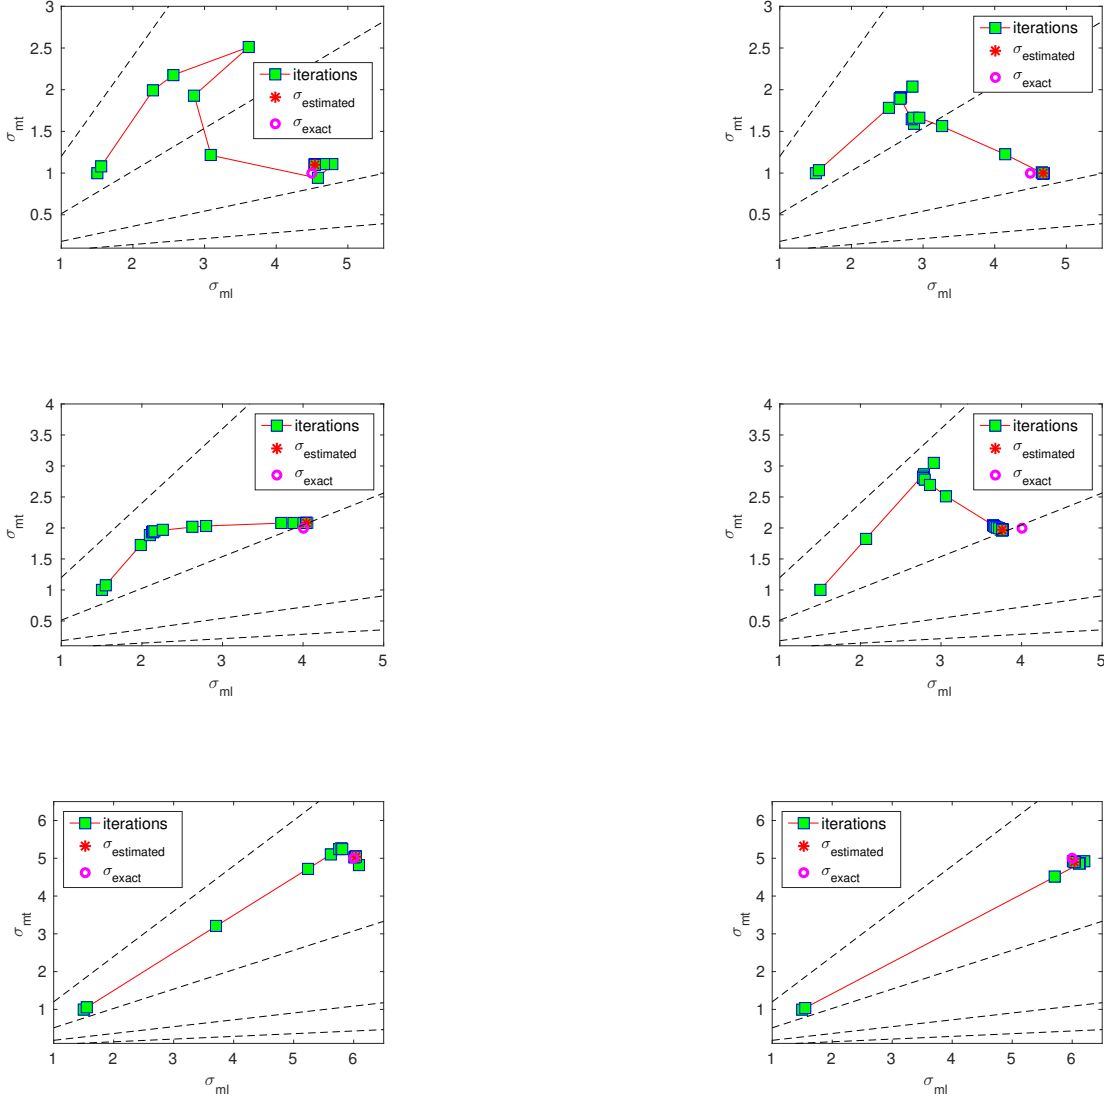 3
2.5
2
1.5
1
0.5
1 2 3 4 5
σmt
σml
iterations
σestimated
σexact
3
2.5
2
1.5
1
0.5
1 2 3 4 5
σmt
σml
iterations
σestimated
σexact
4
3.5
3
2.5
2
1.5
1
0.5
1 2 3 4 5
σmt
σml
iterations
σestimated
σexact
4
3.5
3
2.5
2
1.5
1
0.5
1 2 3 4 5
σmt
σml
iterations
σestimated
σexact
6
5
4
3
2
1
1 2 3 4 5 6
σmt
σml
iterations
σestimated
σexact
6
5
4
3
2
1
1 2 3 4 5 6
σmt
σml
iterations
σestimated
σexact